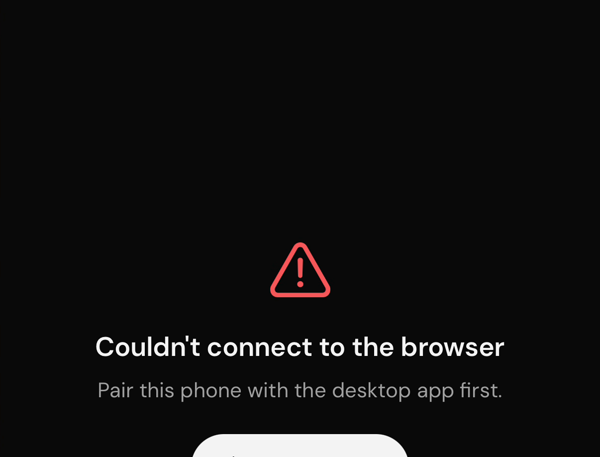 Couldn't connect to the browser
Pair this phone with the desktop app first.